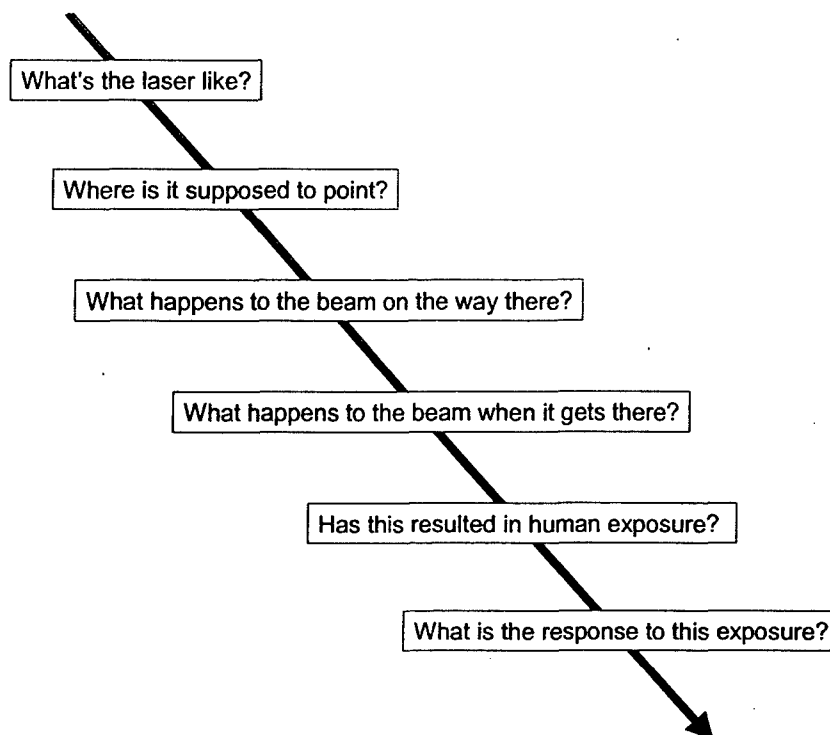 What's the laser like?
Where is it supposed to point?
What happens to the beam on the way there?
What happens to the beam when it gets there?
Has this resulted in human exposure?
What is the response to this exposure?